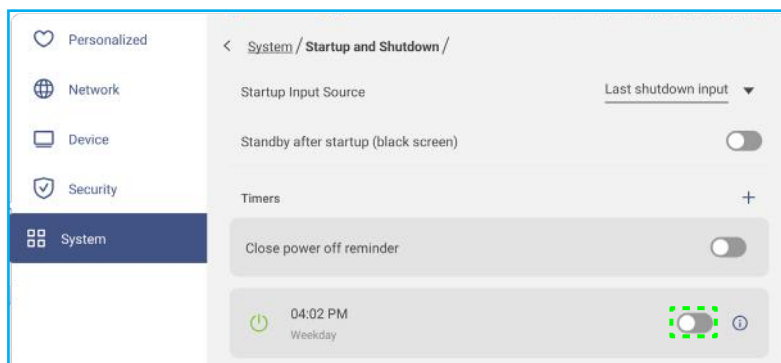 Personalized
Network
Device
Security
System
System / Startup and Shutdown /
Startup Input Source
Last shutdown input
Standby after startup (black screen)
Timers
Close power off reminder
04:02 PM
Weekday